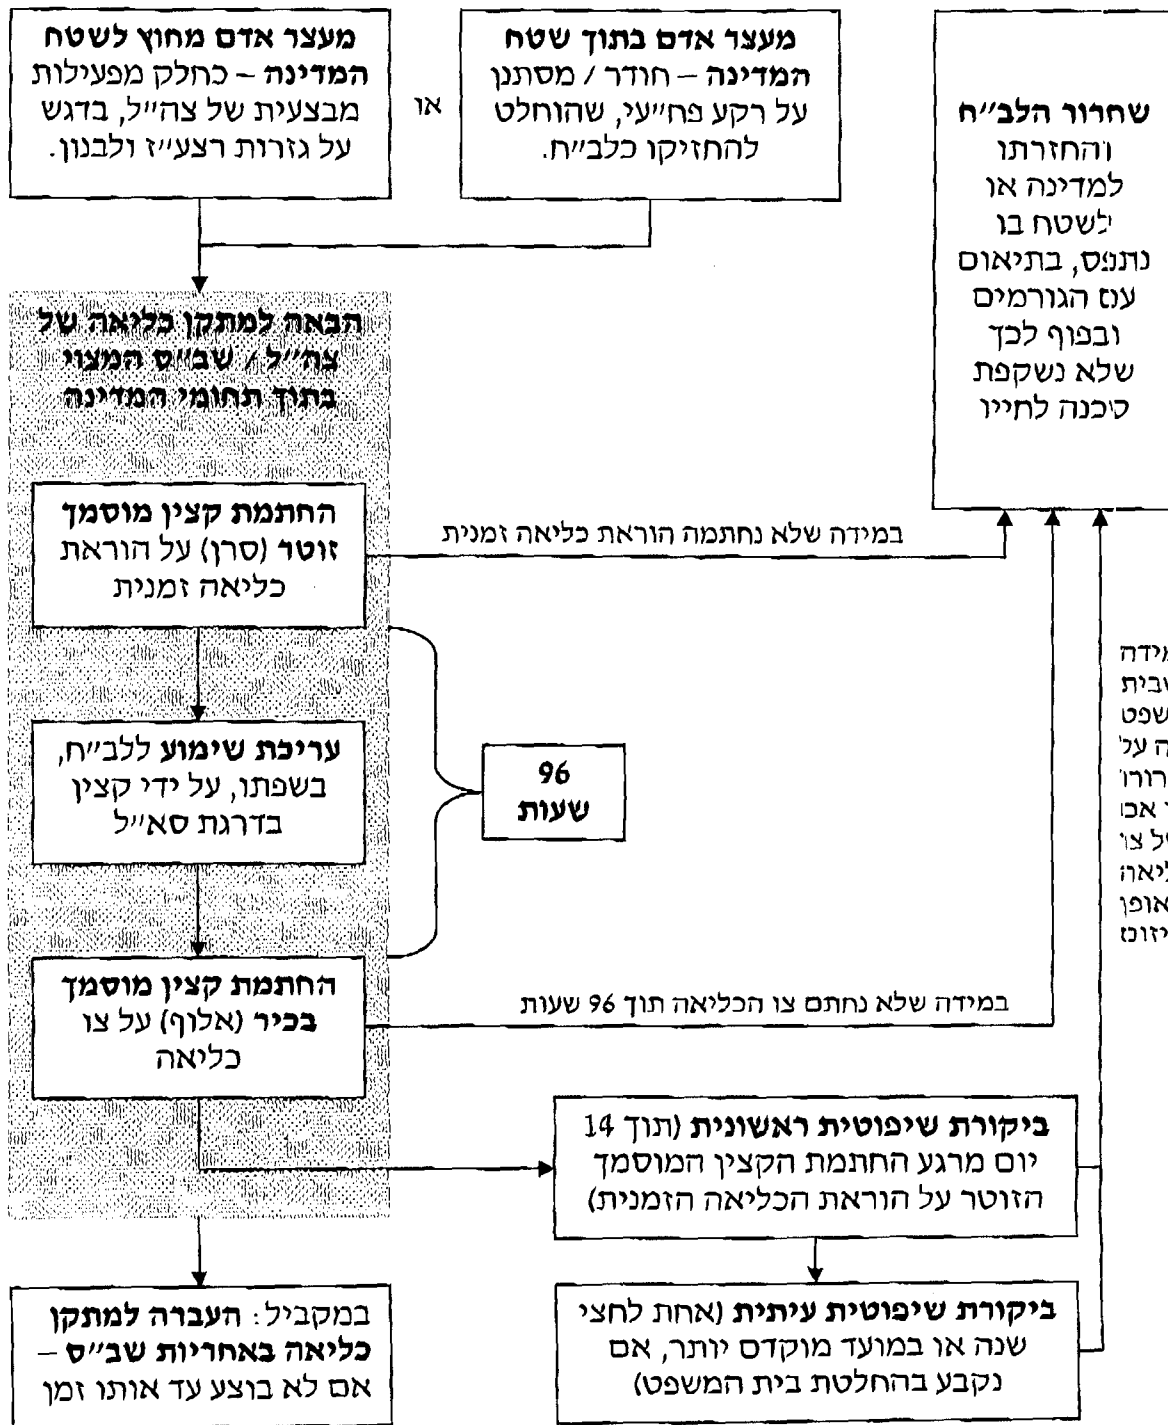 מעצר אדם מחוץ לשטח
המדינה – כחלק מפעילות
מבצעית של צה״ל, בדגש
על גזרות רצע״ז ולבנון.
או
מעצר אדם בתוך שטח
המדינה – חודר / מסתנן
על רקע פח״עי, שהוחלט
להחזיקו כלב״ח.
שחרור הלב״ח
והחזרתו
למדינה או
לשטח בו
נתפס, בתיאום
עם הגורמים
ובפוף לכך
שלא נשקפת
סכנה לחייו
הבאה למתקן כליאה של
צה״ל / שב״ס המצוי
בתוך תחומי המדינה
החתמת קצין מוסמך
זוטר (סרן) על הוראת
כליאה זמנית
במידה שלא נחתמה הוראת כליאה זמנית
עריכת שימוע ללב״ח,
בשפתו, על ידי קצין
בדרגת סא״ל
96
שעות
החתמת קצין מוסמך
בכיר (אלוף) על צו
כליאה
במידה שלא נחתם צו הכליאה תוך 96 שעות
ביקורת שיפוטית ראשונית (תוך 14
יום מרגע החתמת הקצין המוסמך
הזוטר על הוראת הכליאה הזמנית)
ביקורת שיפוטית עיתית (אחת לחצי
שנה או במועד מוקדם יותר, אם
נקבע בהחלטת בית המשפט)
במקביל: העברה למתקן
כליאה באחריות שב״ס –
אם לא בוצע עד אותו זמן